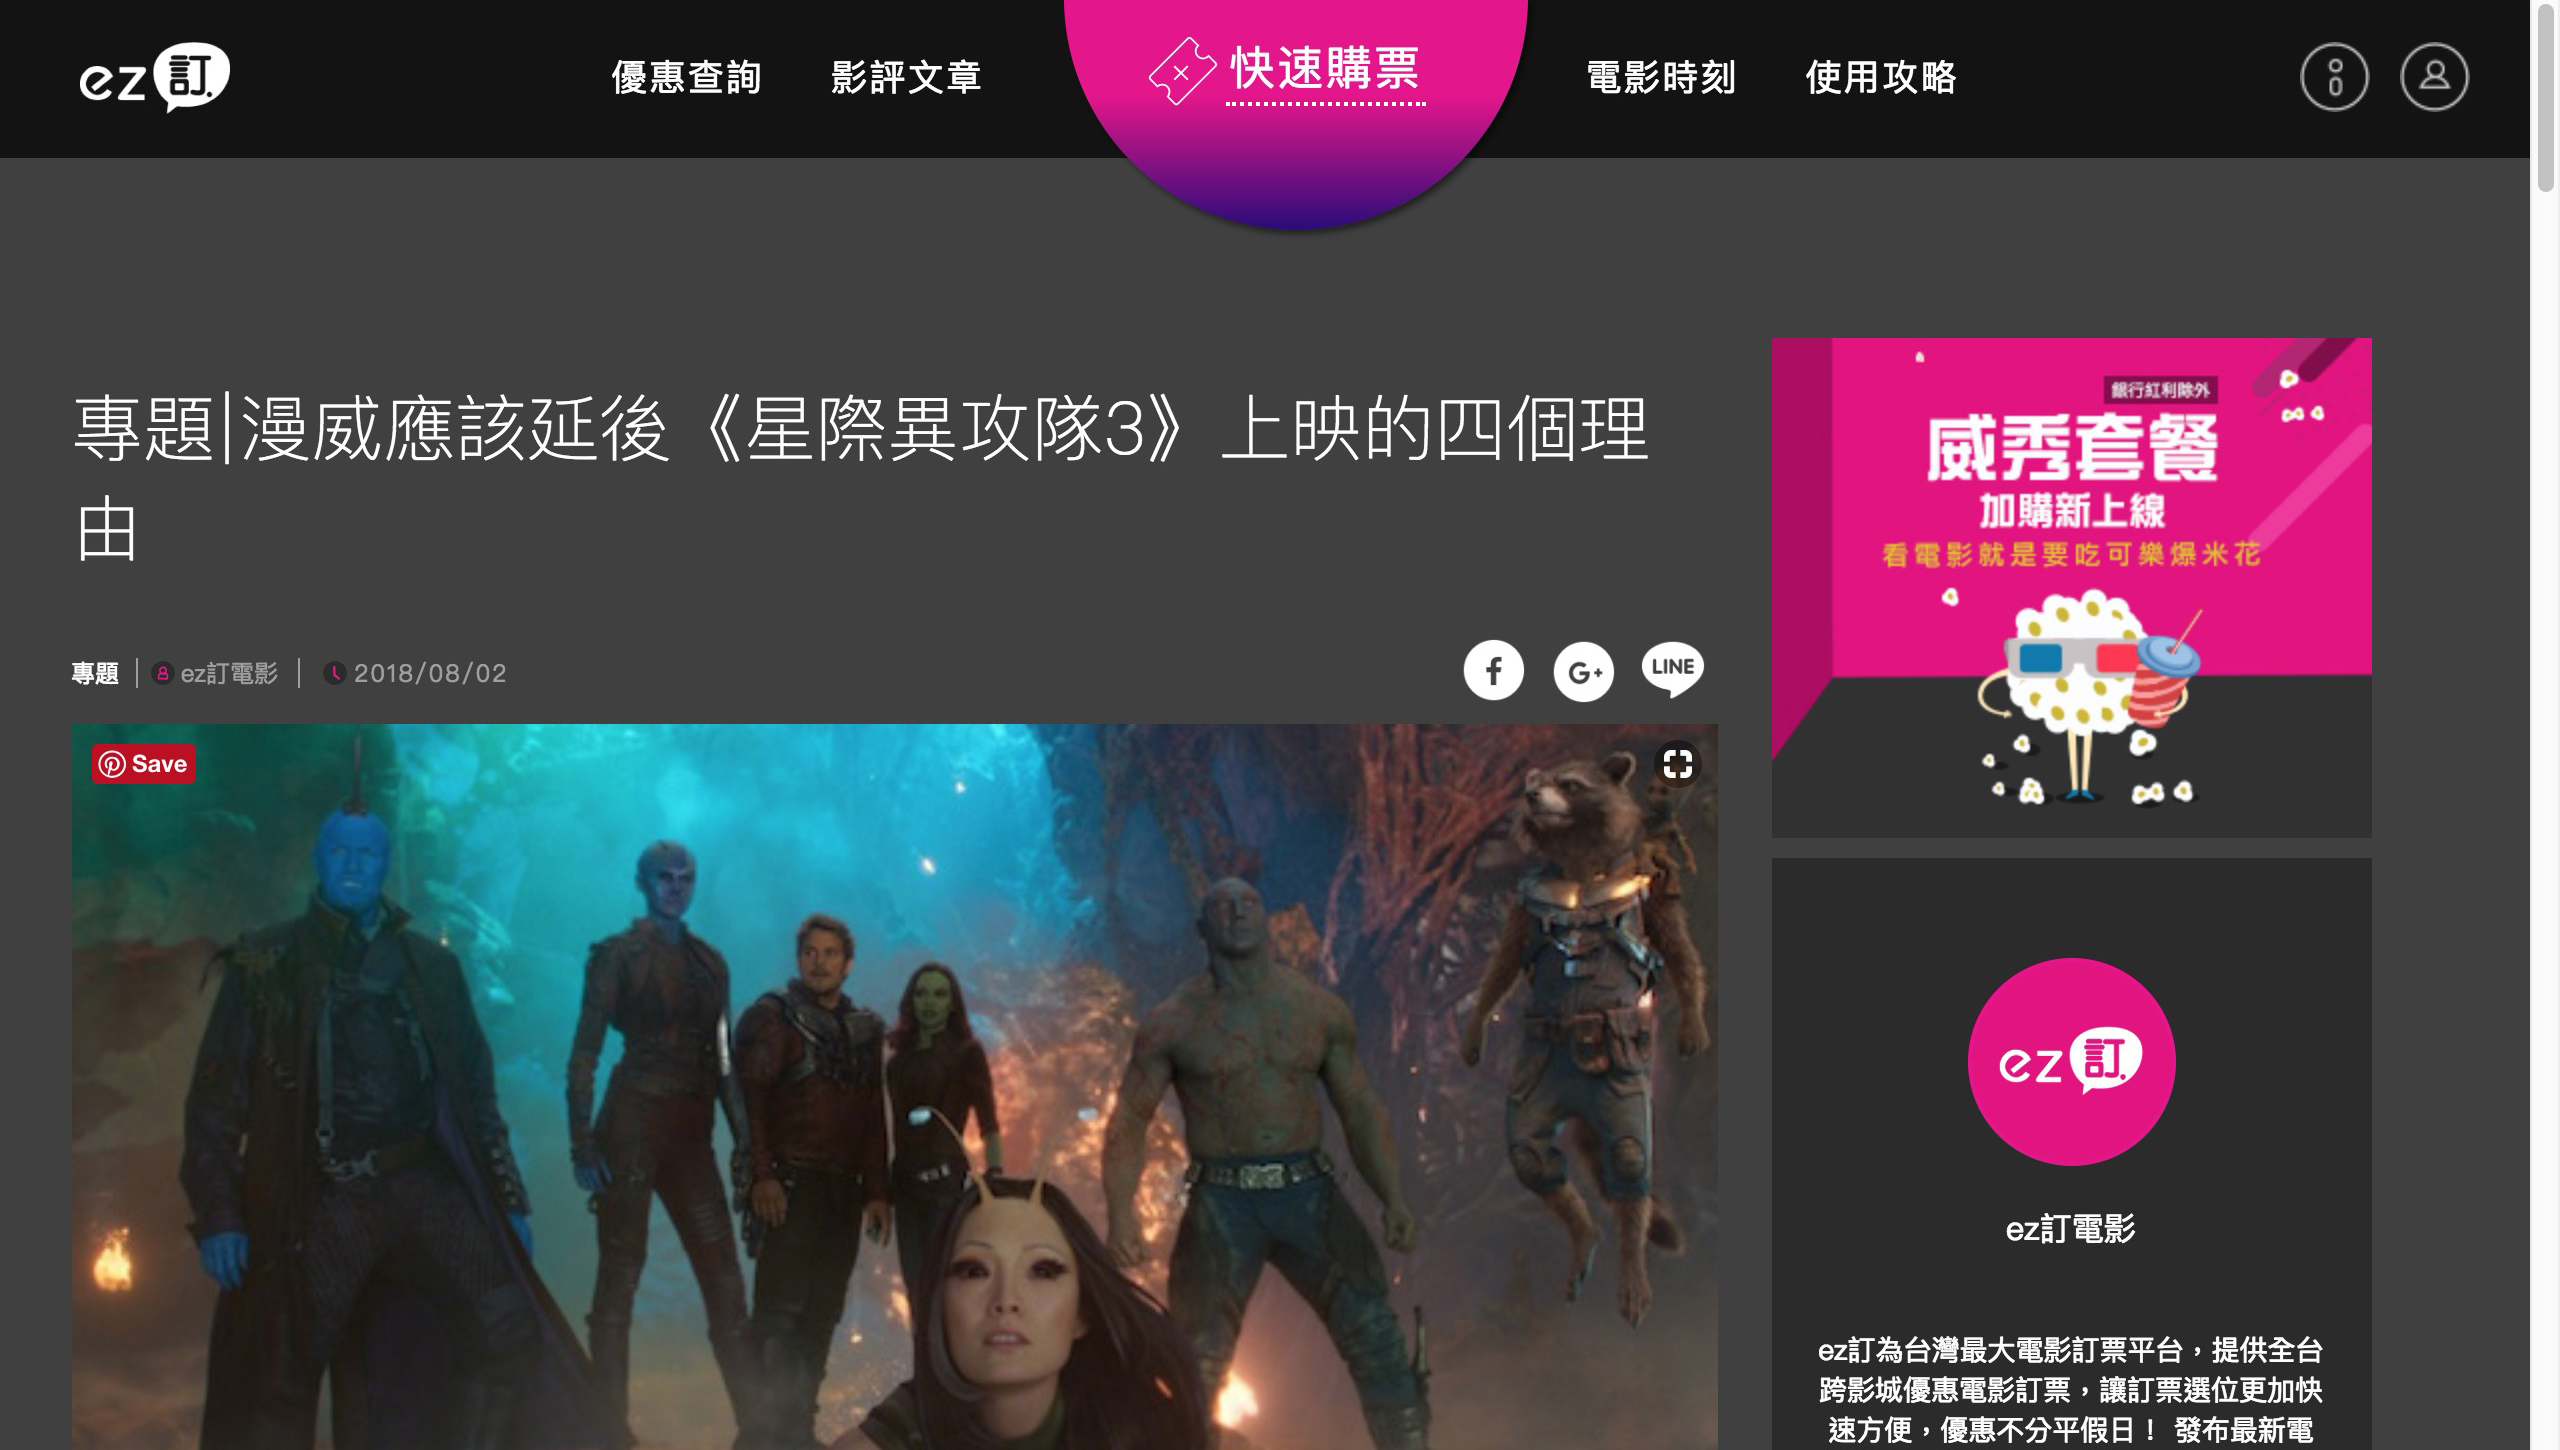 ez訂
優惠查詢
影評文章
快速購票
電影時刻
使用攻略
專題|漫威應該延後《星際異攻隊3》上映的四個理
由
專題
ez訂電影
2018/08/02
f
G+
LINE
Save
銀行紅利除外
威秀套餐
加購新上線
看電影就是要吃可樂爆米花
ez訂
ez訂電影
ez訂為台灣最大電影訂票平台，提供全台
跨影城優惠電影訂票，讓訂票選位更加快
速方便，優惠不分平假日！ 發布最新電